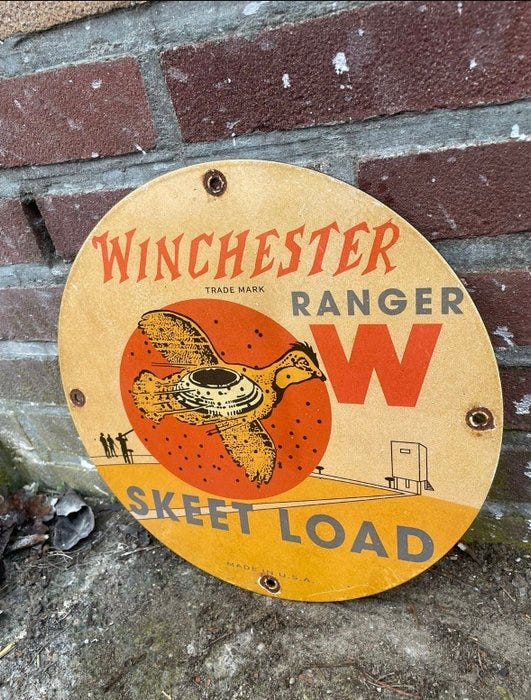 WINCHESTER
TRADE MARK
RANGER
W
SKEET LOAD
MADE IN U.S.A.